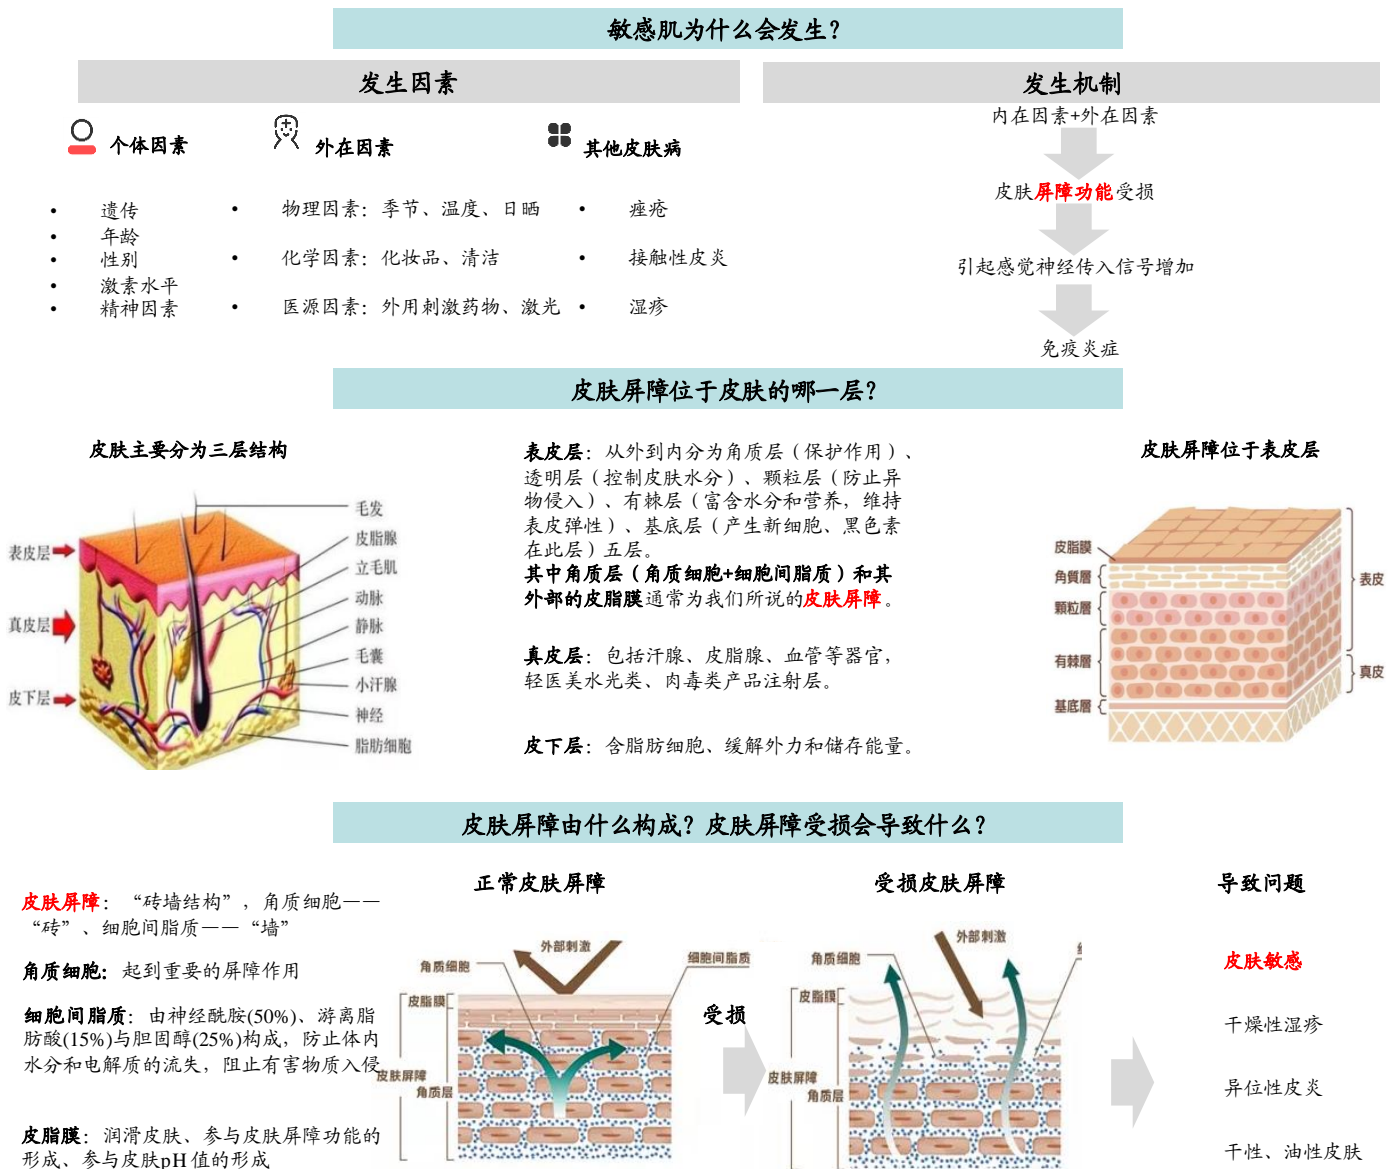 敏感肌为什么会发生？
发生因素
个体因素
• 遗传
• 年龄
• 性别
• 激素水平
• 精神因素
外在因素
• 物理因素：季节、温度、日晒
• 化学因素：化妆品、清洁
• 医源因素：外用刺激药物、激光
其他皮肤病
• 痤疮
• 接触性皮炎
• 湿疹
发生机制
内在因素+外在因素
皮肤屏障功能受损
引起感觉神经传入信号增加
免疫炎症
皮肤屏障位于皮肤的哪一层？
皮肤主要分为三层结构
表皮层
真皮层
皮下层
毛发
皮脂腺
立毛肌
动脉
静脉
毛囊
小汗腺
神经
脂肪细胞
表皮层：从外到内分为角质层（保护作用）、
透明层（控制皮肤水分）、颗粒层（防止异
物侵入）、有棘层（富含水分和营养，维持
表皮弹性）、基底层（产生新细胞、黑色素
在此层）五层。
其中角质层（角质细胞+细胞间脂质）和其
外部的皮脂膜通常为我们所说的皮肤屏障。
真皮层：包括汗腺、皮脂腺、血管等器官，
轻医美水光类、肉毒类产品注射层。
皮下层：含脂肪细胞、缓解外力和储存能量。
皮肤屏障位于表皮层
皮脂膜
角質層
顆粒層
有棘層
基底層
表皮
真皮
皮肤屏障由什么构成？皮肤屏障受损会导致什么？
皮肤屏障：“砖墙结构”，角质细胞——
“砖”、细胞间脂质——“墙”
角质细胞：起到重要的屏障作用
细胞间脂质：由神经酰胺(50%)、游离脂
肪酸(15%)与胆固醇(25%)构成，防止体内
水分和电解质的流失，阻止有害物质入侵
皮脂膜：润滑皮肤、参与皮肤屏障功能的
形成、参与皮肤pH值的形成
正常皮肤屏障
外部刺激
角质细胞
细胞间脂质
皮脂膜
皮肤屏障
角质层
受损
受损皮肤屏障
外部刺激
角质细胞
皮脂膜
皮肤屏障
角质层
导致问题
皮肤敏感
干燥性湿疹
异位性皮炎
干性、油性皮肤